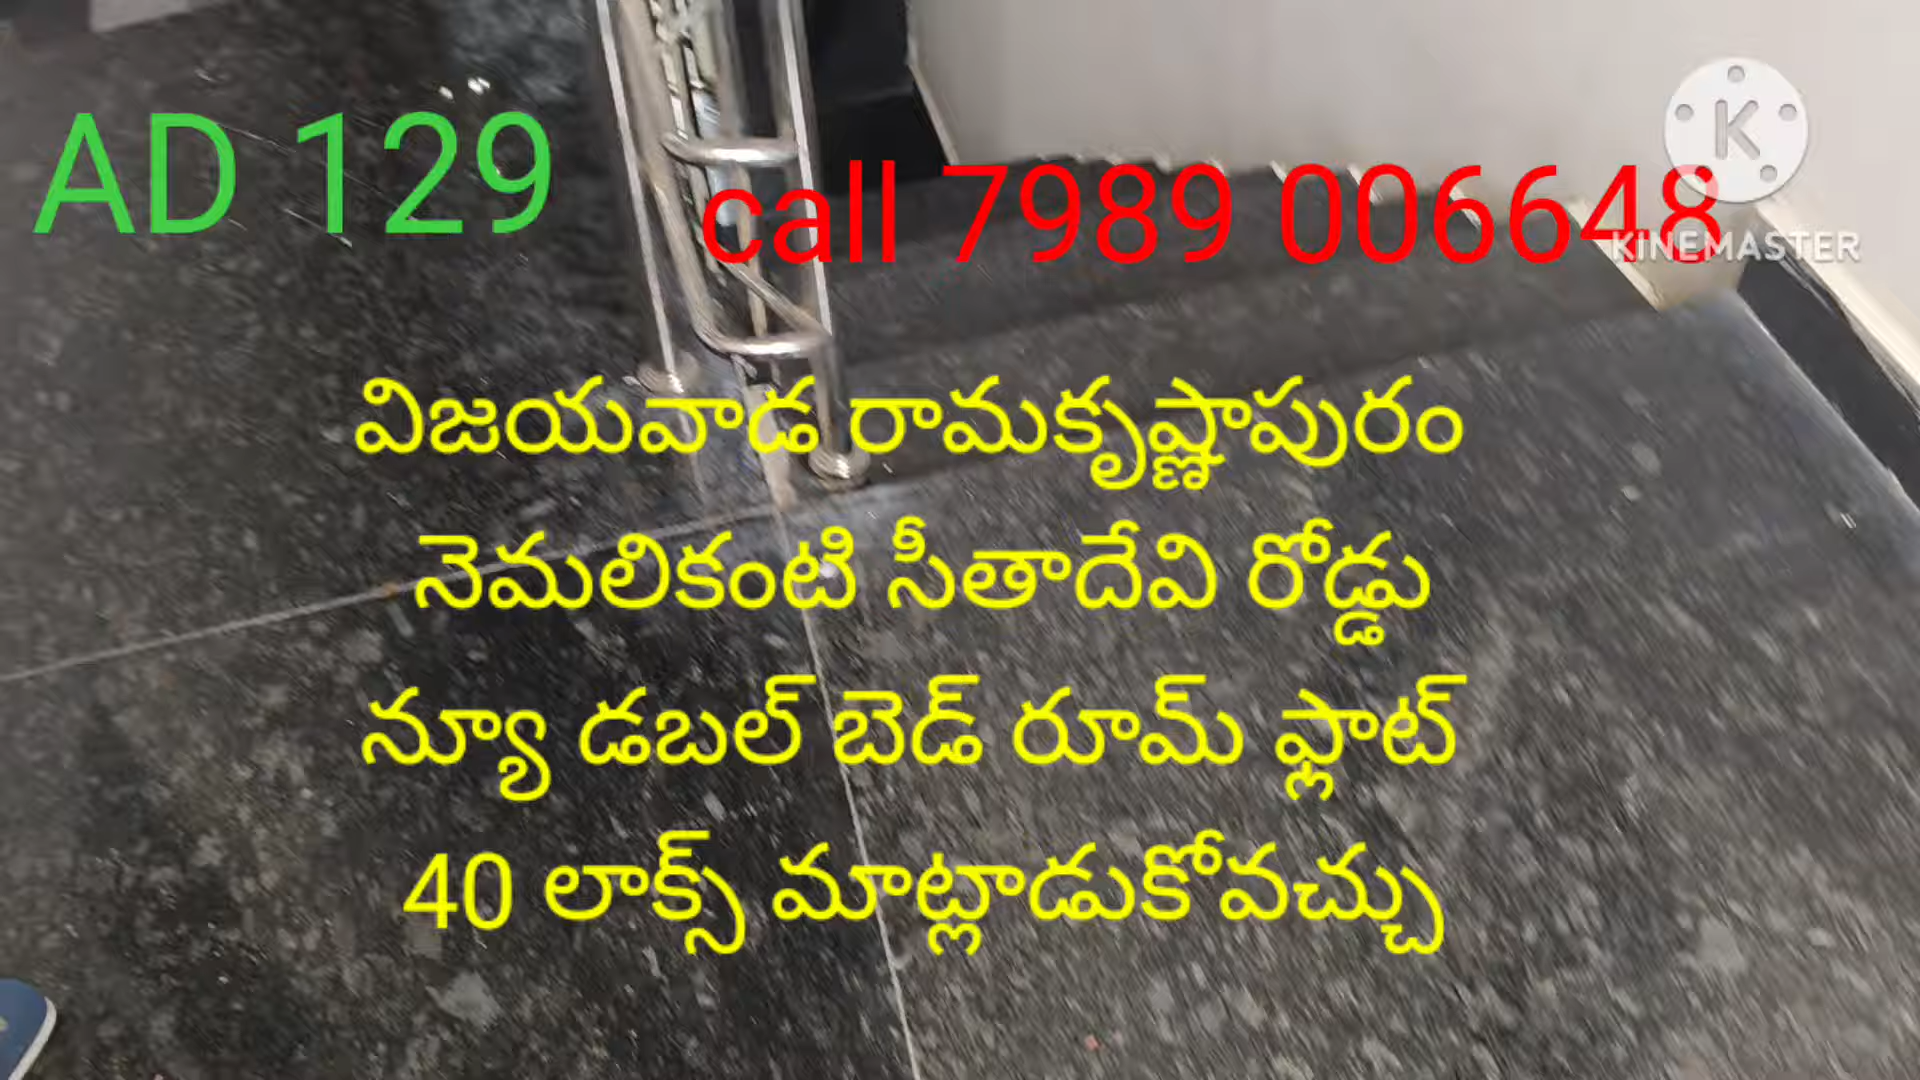 AD 129
call 7989 006648
KINEMASTER
విజయవాడ రామకృష్ణాపురం
నెమలికంటి సీతాదేవి రోడ్డు
న్యూ డబల్ బెడ్ రూమ్ ఫ్లాట్
40 లాక్స్ మాట్లాడుకోవచ్చు